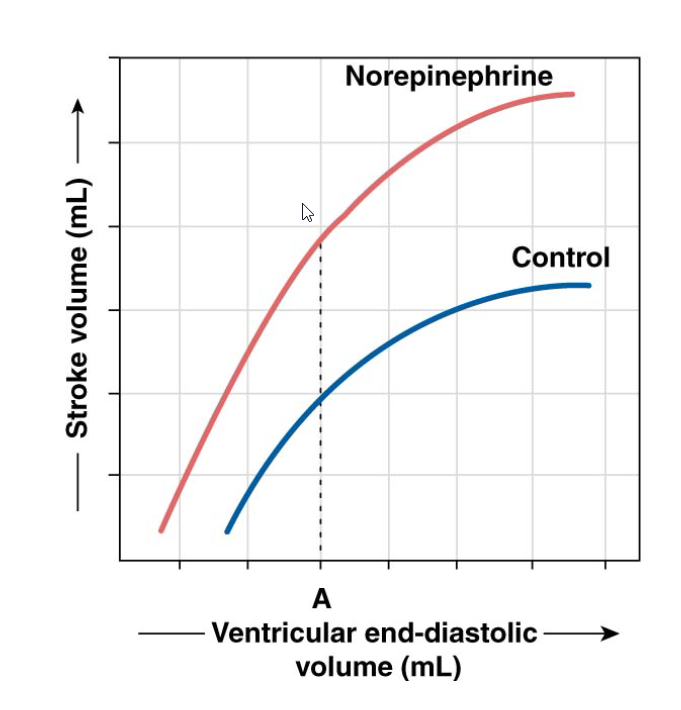 Norepinephrine
Control
Stroke volume (mL)
A
Ventricular end-diastolic
volume (mL)